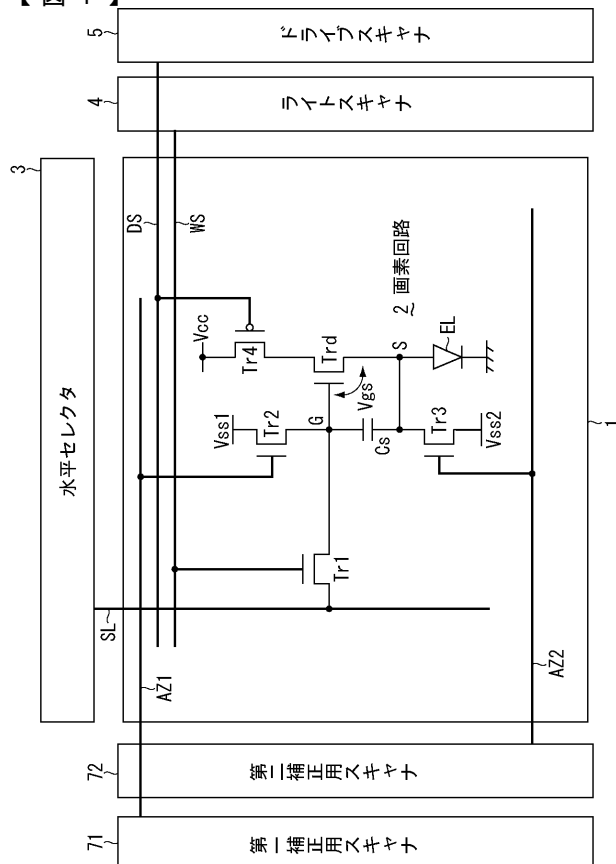 【図1】
5
ドライブスキャナ
4
ライトスキャナ
3
水平セレクタ
DS
WS
Vcc
Tr4
Trd
2 画素回路
S
EL
Vgs
Vss1
Tr2
G
Cs
Tr3
Vss2
1
Tr1
SL
AZ1
AZ2
72
第二補正用スキャナ
71
第一補正用スキャナ